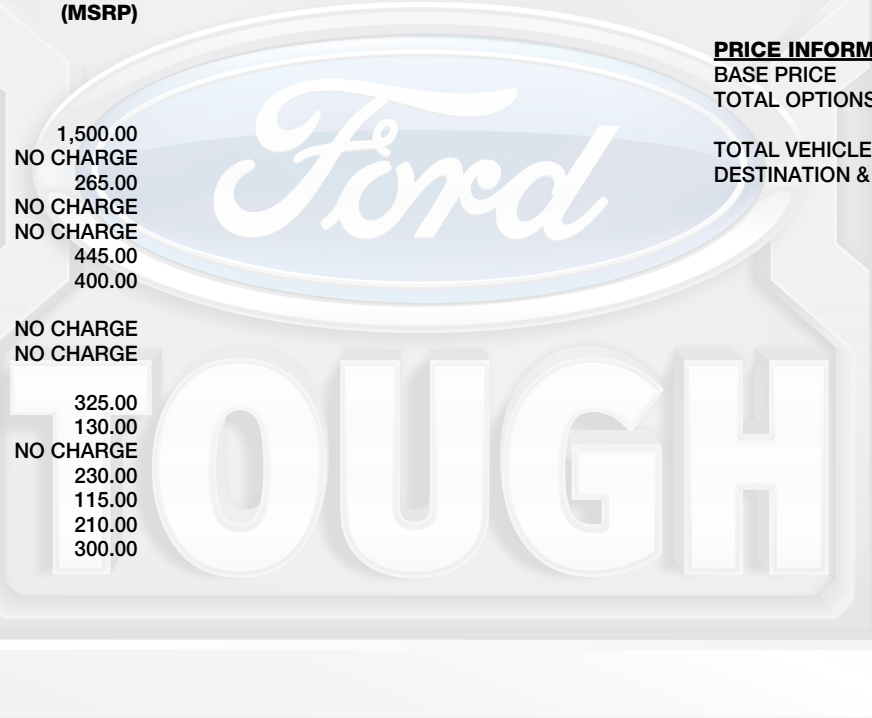 (MSRP)
1,500.00
NO CHARGE
265.00
NO CHARGE
NO CHARGE
445.00
400.00
NO CHARGE
NO CHARGE
325.00
130.00
NO CHARGE
230.00
115.00
210.00
300.00
PRICE INFORM
BASE PRICE
TOTAL OPTIONS
TOTAL VEHICLE
DESTINATION &
Ford
TOUGH